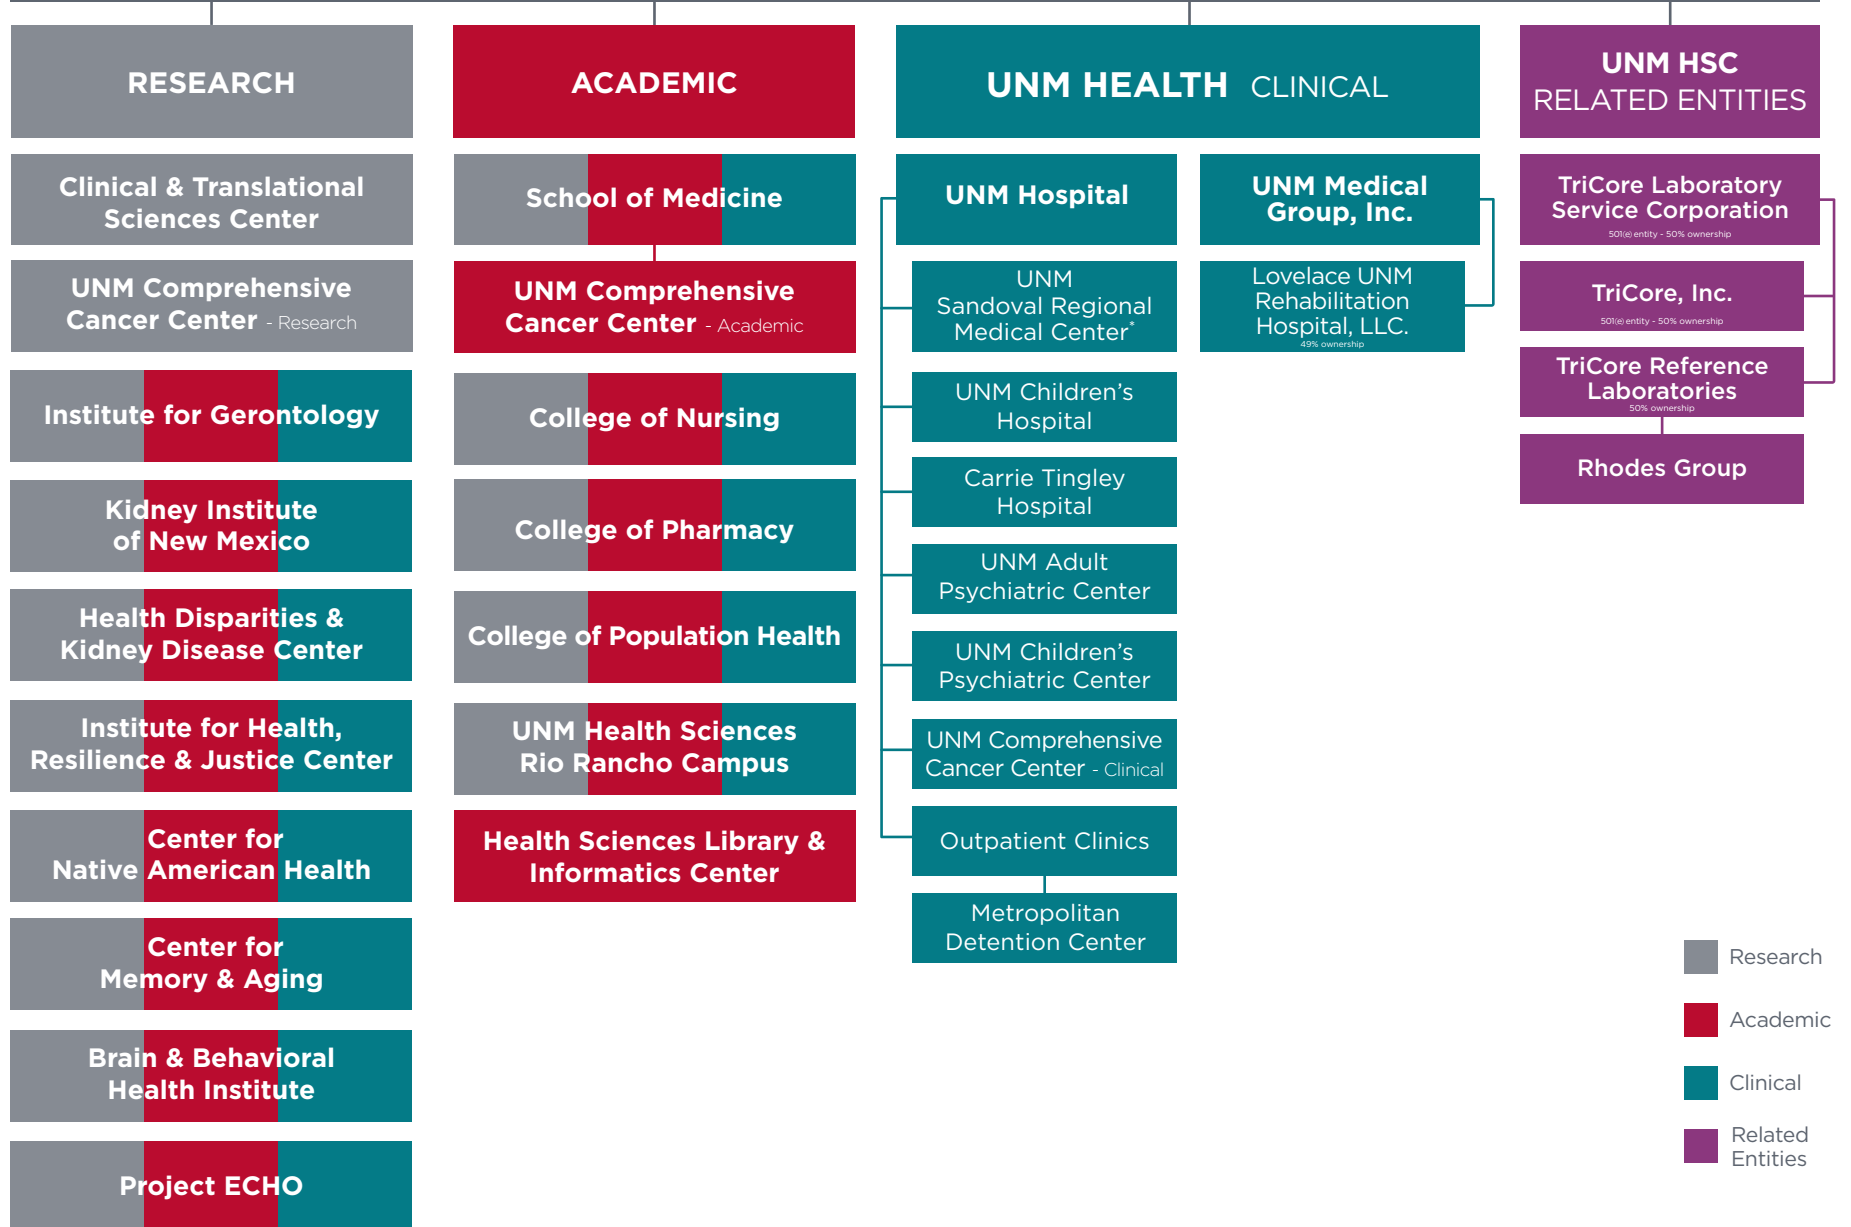 RESEARCH
Clinical & Translational
Sciences Center
UNM Comprehensive
Cancer Center - Research
Institute for Gerontology
Kidney Institute
of New Mexico
Health Disparities &
Kidney Disease Center
Institute for Health,
Resilience & Justice Center
Center for
Native American Health
Center for
Memory & Aging
Brain & Behavioral
Health Institute
Project ECHO
ACADEMIC
School of Medicine
UNM Comprehensive
Cancer Center - Academic
College of Nursing
College of Pharmacy
College of Population Health
UNM Health Sciences
Rio Rancho Campus
Health Sciences Library &
Informatics Center
UNM HEALTH CLINICAL
UNM Hospital
UNM
Sandoval Regional
Medical Center*
UNM Children's
Hospital
Carrie Tingley
Hospital
UNM Adult
Psychiatric Center
UNM Children's
Psychiatric Center
UNM Comprehensive
Cancer Center - Clinical
Outpatient Clinics
Metropolitan
Detention Center
UNM Medical
Group, Inc.
Lovelace UNM
Rehabilitation
Hospital, LLC.
49% ownership
UNM HSC
RELATED ENTITIES
TriCore Laboratory
Service Corporation
501(e) entity - 50% ownership
TriCore, Inc.
501(e) entity - 50% ownership
TriCore Reference
Laboratories
50% ownership
Rhodes Group
Research
Academic
Clinical
Related
Entities